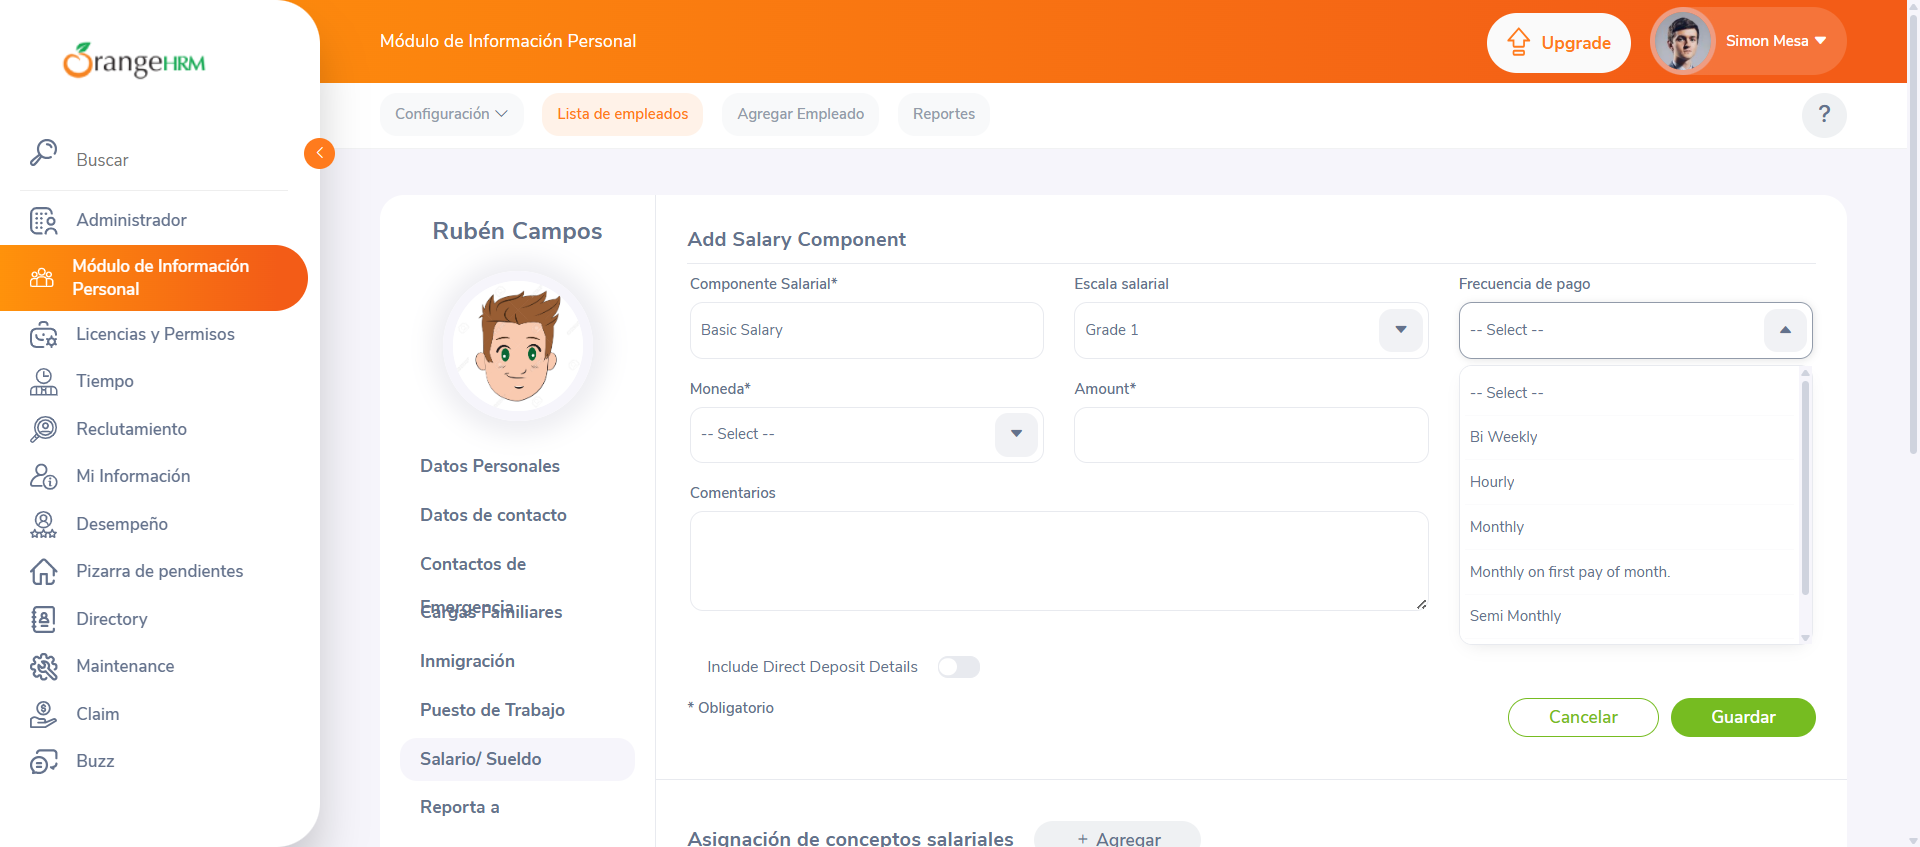 OrangeHRM
Módulo de Información Personal
Upgrade
Simon Mesa
Configuración
Lista de empleados
Agregar Empleado
Reportes
?
Buscar
Administrador
Módulo de Información
Personal
Licencias y Permisos
Tiempo
Reclutamiento
Mi Información
Desempeño
Pizarra de pendientes
Directory
Maintenance
Claim
Buzz
Rubén Campos
Datos Personales
Datos de contacto
Contactos de
Emergencia
Cargas Familiares
Inmigración
Puesto de Trabajo
Salario/ Sueldo
Reporta a
Add Salary Component
Componente Salarial*
Basic Salary
Escala salarial
Grade 1
Frecuencia de pago
-- Select --
-- Select --
Bi Weekly
Hourly
Monthly
Monthly on first pay of month.
Semi Monthly
Moneda*
-- Select --
Amount*
Comentarios
Include Direct Deposit Details
* Obligatorio
Cancelar
Guardar
Asignación de conceptos salariales
+ Agregar